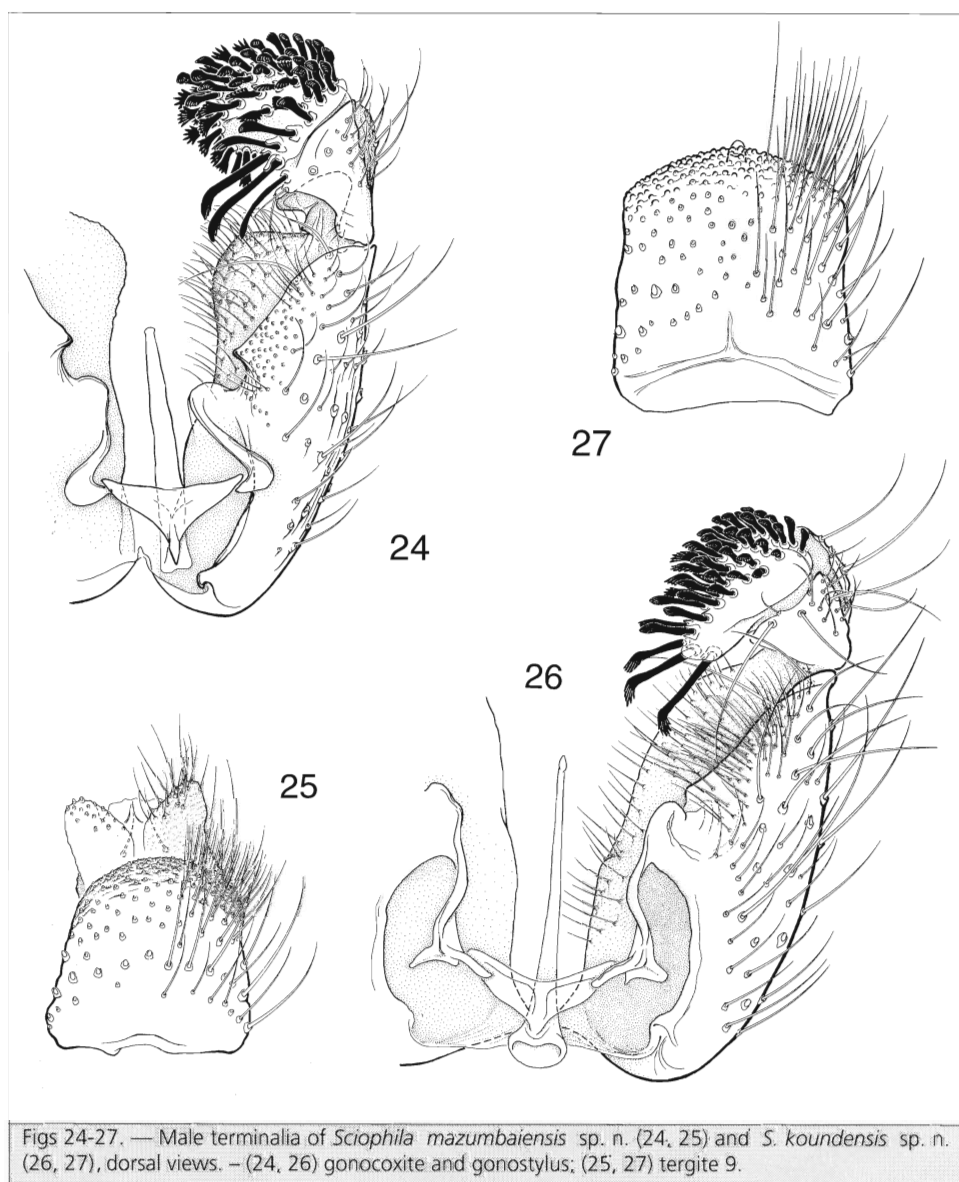 27
24
26
25
Figs 24-27. — Male terminalia of Sciophila mazumbaiensis sp. n. (24, 25) and S. koundensis sp. n.
(26, 27), dorsal views. – (24, 26) gonocoxite and gonostylus; (25, 27) tergite 9.